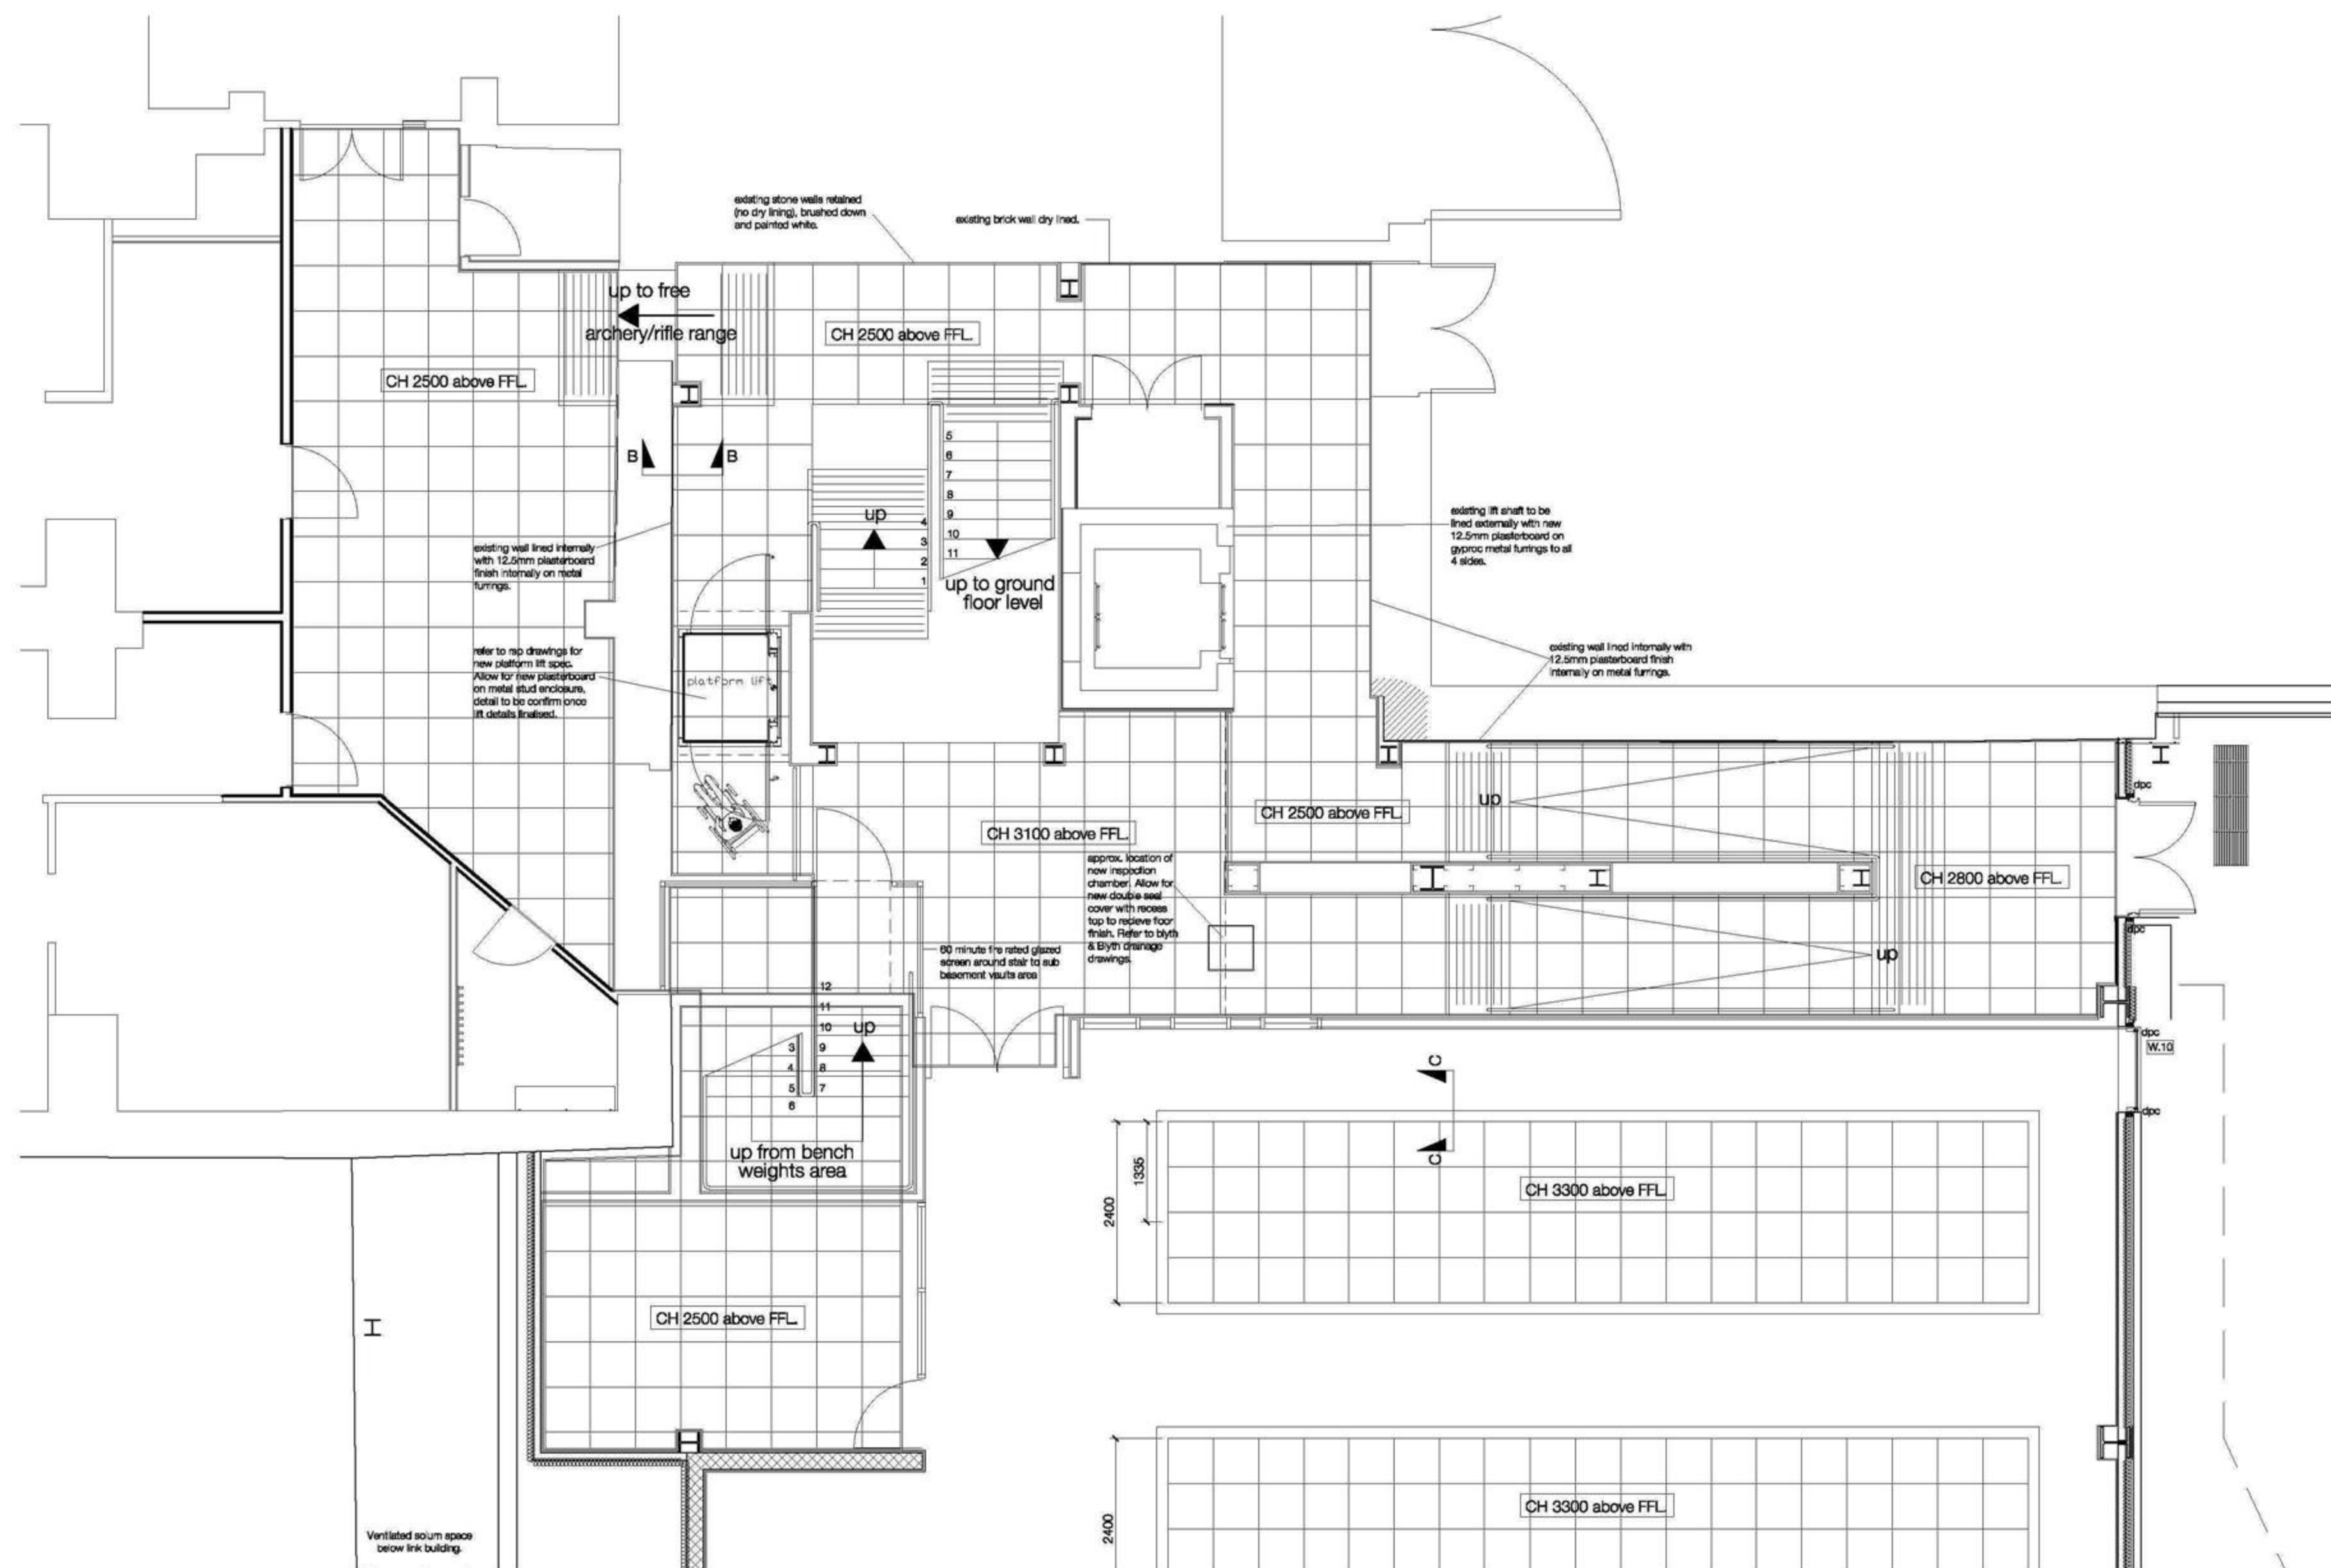 existing stone walls retained
(no dry lining), brushed down
and painted white.
existing brick wall dry lined.
up to free
archery/rifle range
CH 2500 above FFL.
CH 2500 above FFL.
B
B
5
6
7
8
9
10
11
up
4
3
2
1
up to ground
floor level
existing lift shaft to be
lined externally with new
12.5mm plasterboard on
gyproc metal furrings to all
4 sides.
existing wall lined internally
with 12.5mm plasterboard
finish internally on metal
furrings.
refer to rap drawings for
new platform lift spec.
Allow for new plasterboard
on metal stud enclosure,
detail to be confirm once
lift details finalised.
platform lift
existing wall lined internally with
12.5mm plasterboard finish
internally on metal furrings.
dpc
up
CH 2500 above FFL.
CH 3100 above FFL.
approx. location of
new inspection
chamber. Allow for
new double seal
cover with recess
top to recieve floor
finish. Refer to blyth
& Blyth drainage
drawings.
CH 2800 above FFL.
dpc
up
60 minute fire rated glazed
screen around stair to sub
basement vaults area
12
11
10
9
8
7
up
3
4
5
6
dpc
W.10
C
C
dpc
up from bench
weights area
1335
2400
CH 3300 above FFL.
CH 2500 above FFL.
2400
CH 3300 above FFL.
Ventilated solum space
below link building.